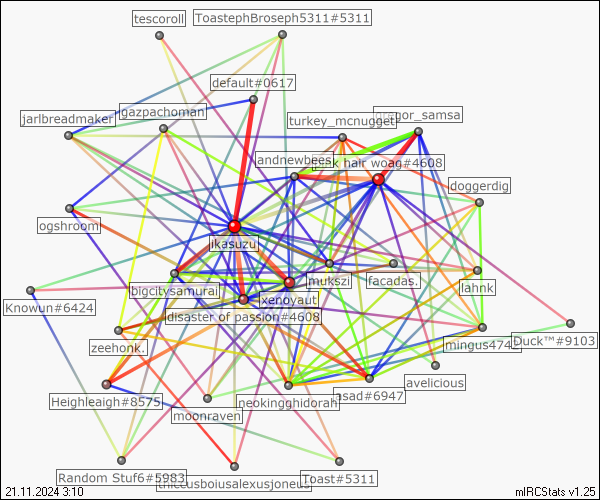 tescoroll
ToastephBroseph5311#5311
default#0617
gazpachoman
jarlbreadmaker
turkey_mcnugget
gregor_samsa
andnewbees
hair woag#4608
doggerdig
ogshroom
ikasuzu
mukszi
facadas.
lahnk
bigcitysamurai
xenoyaut
Knowun#6424
disaster of passion#4608
zeehonk.
mingus474
Duck™#9103
avelicious
Heighleaigh#8575
neokingghidorah
asad#6947
moonraven
Random Stuf6#5983
thiccusboiusalexusjoneus
Toast#5311
21.11.2024 3:10
mIRCStats v1.25